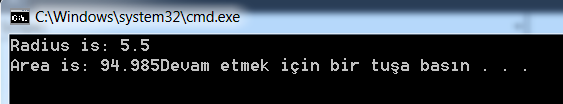 C:\Windows\system32\cmd.exe
Radius is: 5.5
Area is: 94.985Devam etmek için bir tuşa basın . . .